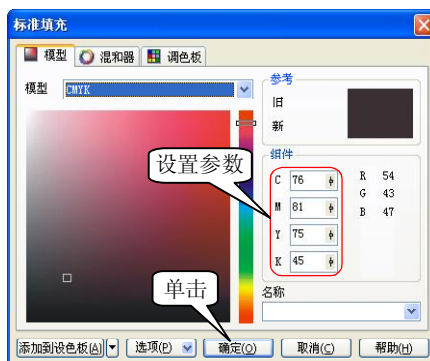 标准填充
模型 混和器 调色板
模型 CMYK
参考
旧
新
组件
设置参数
C 76 R 54
M 81 G 43
Y 75 B 47
K 45
单击
名称
添加到设色板(A) 选项(P) 确定(O) 取消(C) 帮助(H)